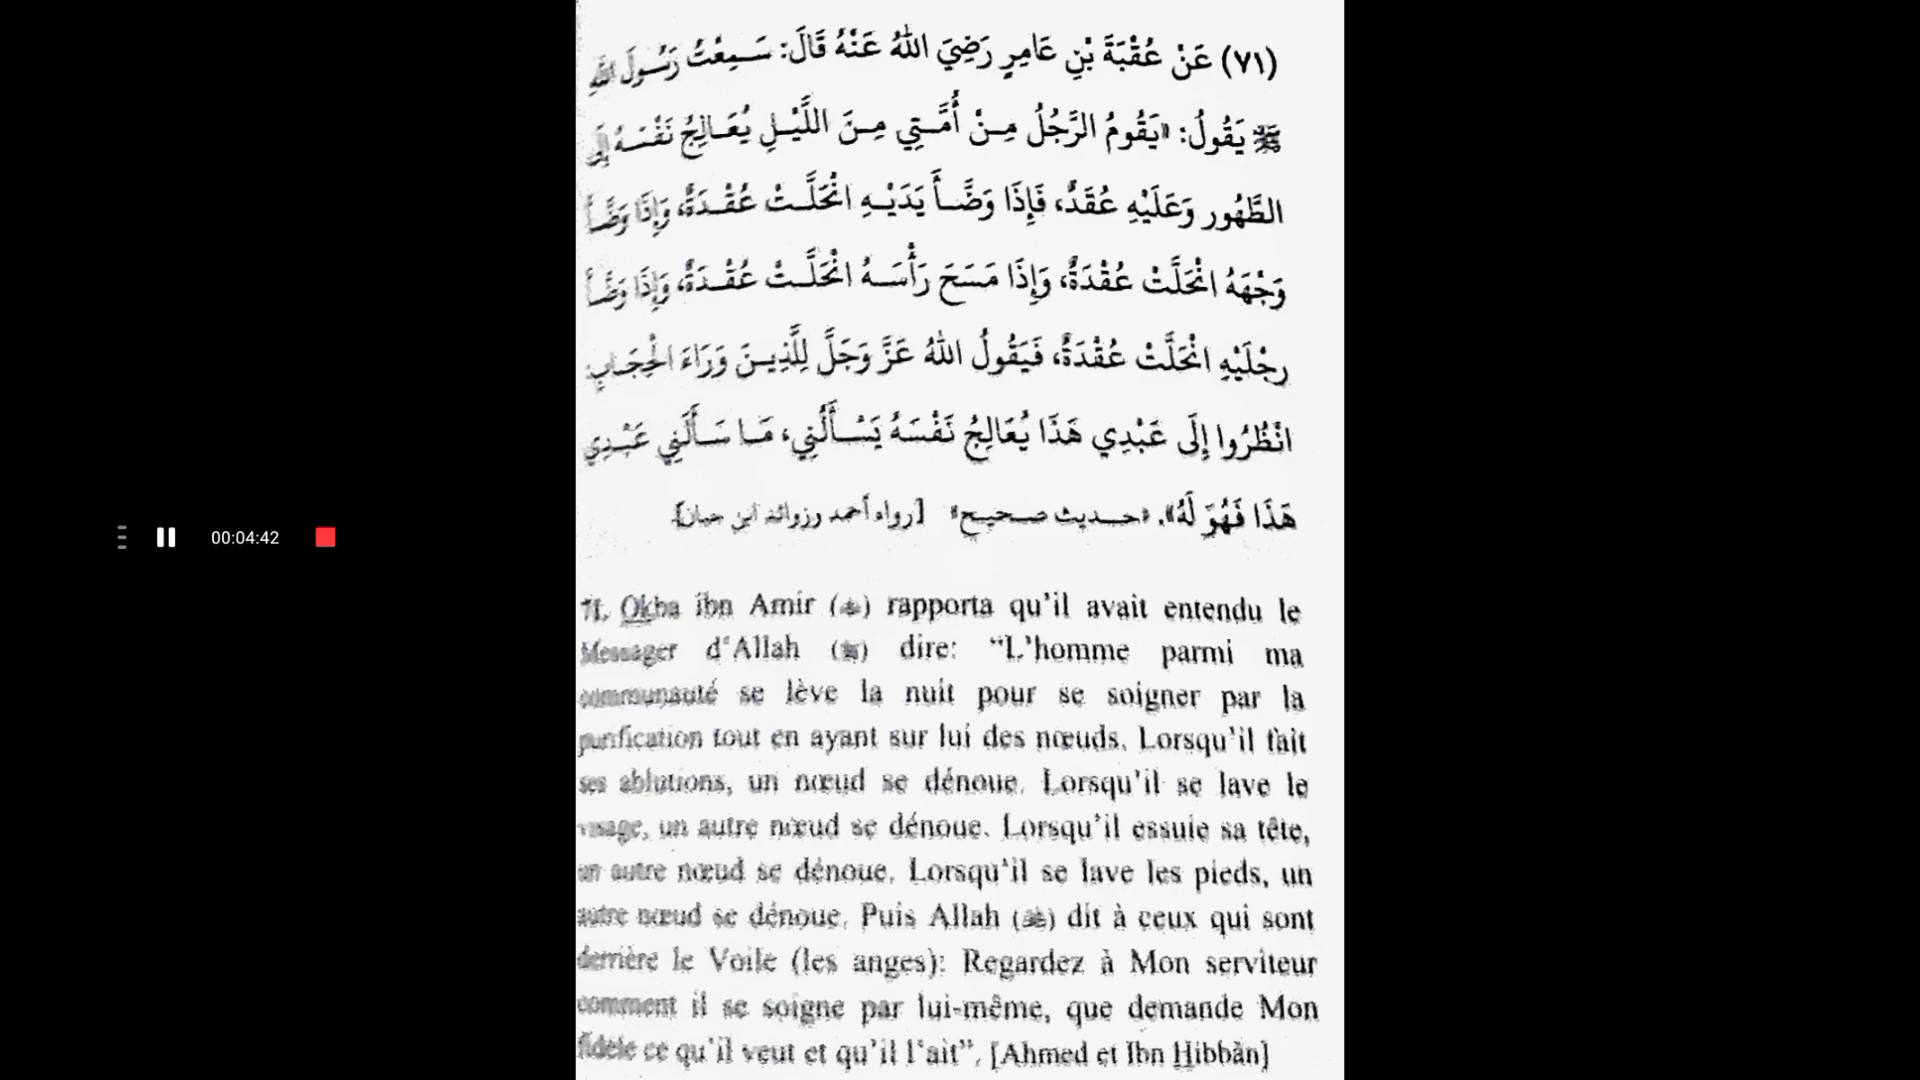 (٧١) عَنْ عُقْبَةَ بْنِ عَامِرٍ رَضِيَ اللهُ عَنْهُ قَالَ: سَمِعْتُ رَسُولَ اللهِ
ﷺ يَقُولُ: «يَقُومُ الرَّجُلُ مِنْ أُمَّتِي مِنَ اللَّيْلِ يُعَالِجُ نَفْسَهُ إِلَى
الطَّهُورِ وَعَلَيْهِ عُقَدٌ، فَإِذَا وَضَّأَ يَدَيْهِ انْحَلَّتْ عُقْدَةٌ، وَإِذَا وَضَّأَ
وَجْهَهُ انْحَلَّتْ عُقْدَةٌ، وَإِذَا مَسَحَ رَأْسَهُ انْحَلَّتْ عُقْدَةٌ، وَإِذَا وَضَّأَ
رِجْلَيْهِ انْحَلَّتْ عُقْدَةٌ، فَيَقُولُ اللهُ عَزَّ وَجَلَّ لِلَّذِينَ وَرَاءَ الْحِجَابِ:
انْظُرُوا إِلَى عَبْدِي هَذَا يُعَالِجُ نَفْسَهُ يَسْأَلُنِي، مَا سَأَلَنِي عَبْدِي
هَذَا فَهُوَ لَهُ». «حديث صحيح» [رواه أحمد وزوائد ابن حبان]
00:04:42
71. Okba ibn Amir (ﷺ) rapporta qu'il avait entendu le
Messager d'Allah (ﷺ) dire: "L'homme parmi ma
communauté se lève la nuit pour se soigner par la
purification tout en ayant sur lui des nœuds. Lorsqu'il fait
ses ablutions, un nœud se dénoue. Lorsqu'il se lave le
visage, un autre nœud se dénoue. Lorsqu'il essuie sa tête,
un autre nœud se dénoue. Lorsqu'il se lave les pieds, un
autre nœud se dénoue. Puis Allah (ﷻ) dit à ceux qui sont
derrière le Voile (les anges): Regardez à Mon serviteur
comment il se soigne par lui-même, que demande Mon
fidèle ce qu'il veut et qu'il l'ait". [Ahmed et Ibn Hibbân]